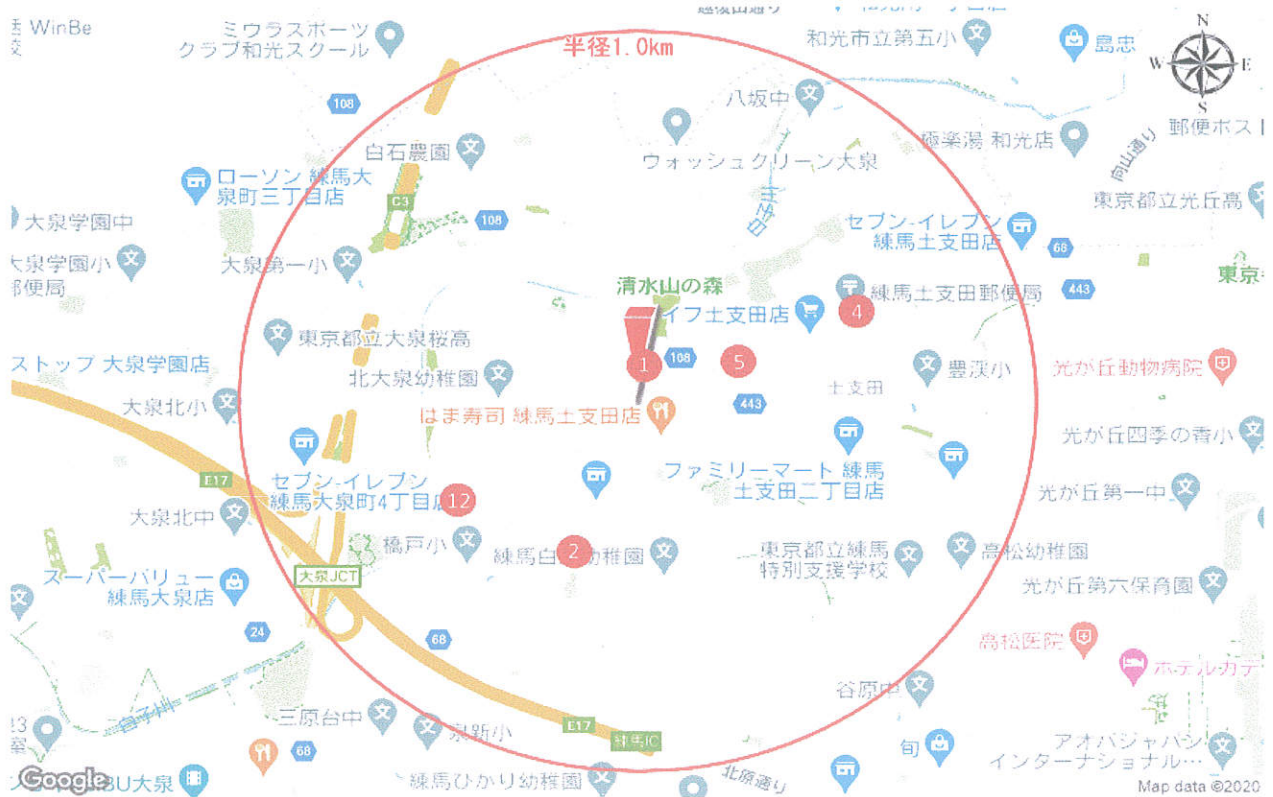 WinBe
ミウラスポーツ
クラブ和光スクール
半径1.0km
和光市立第五小
島忠
N
W
E
S
108
八坂中
郵便ポスト
白石農園
ウォッシュクリーン大泉
極楽湯 和光店
ローソン 練馬大
泉町三丁目店
C3
108
東京都立光丘高
大泉学園中
セブン-イレブン
練馬土支田店
68
大泉学園小
大泉第一小
郵便局
清水山の森
練馬土支田郵便局
443
イフ土支田店
4
東京都立大泉桜高
1
108
5
豊渓小
光が丘動物病院
ストップ 大泉学園店
北大泉幼稚園
土支田
大泉北小
はま寿司 練馬土支田店
443
光が丘四季の香小
E17
セブン-イレブン
練馬大泉町4丁目店
12
ファミリーマート 練馬
土支田二丁目店
光が丘第一中
大泉北中
橋戸小
2
東京都立練馬
特別支援学校
高松幼稚園
大泉JCT
スーパーバリュー
練馬大泉店
光が丘第六保育園
24
68
高松医院
白子川
谷原中
三原台中
泉新小
E17
練馬IC
68
旬
アオバジャパン
インターナショナル…
Google
練馬ひかり幼稚園
北原通り
Map data ©2020